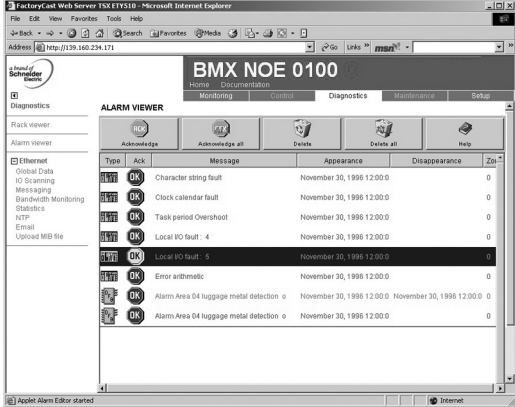 FactoryCast Web Server TSX ETY510 - Microsoft Internet Explorer
File Edit View Favorites Tools Help
Back Search Favorites Media
Address http://139.160.234.171 Go Links msn
a brand of
Schneider
Electric
BMX NOE 0100
Home Documentation
Monitoring Control Diagnostics Maintenance Setup
Diagnostics
ALARM VIEWER
Rack viewer
Alarm viewer
Ethernet
Global Data
IO Scanning
Messaging
Bandwidth Monitoring
Statistics
NTP
Email
Upload MIB file
ACK ACK
Acknowledge Acknowledge all Delete Delete all Help
Type Ack Message Appearance Disappearance Zo
OK Character string fault November 30, 1996 12:00:0 0
OK Clock calendar fault November 30, 1996 12:00:0 0
OK Task period Overshoot November 30, 1996 12:00:0 0
OK Local I/O fault : 4 November 30, 1996 12:00:0 0
OK Local I/O fault : 5 November 30, 1996 12:00:0 0
OK Error arithmetic November 30, 1996 12:00:0 0
OK Alarm Area 04 luggage metal detection o November 30, 1996 12:00:0 November 30, 1996 12:00:0 0
OK Alarm Area 04 luggage metal detection o November 30, 1996 12:00:0 0
Applet Alarm Editor started Internet